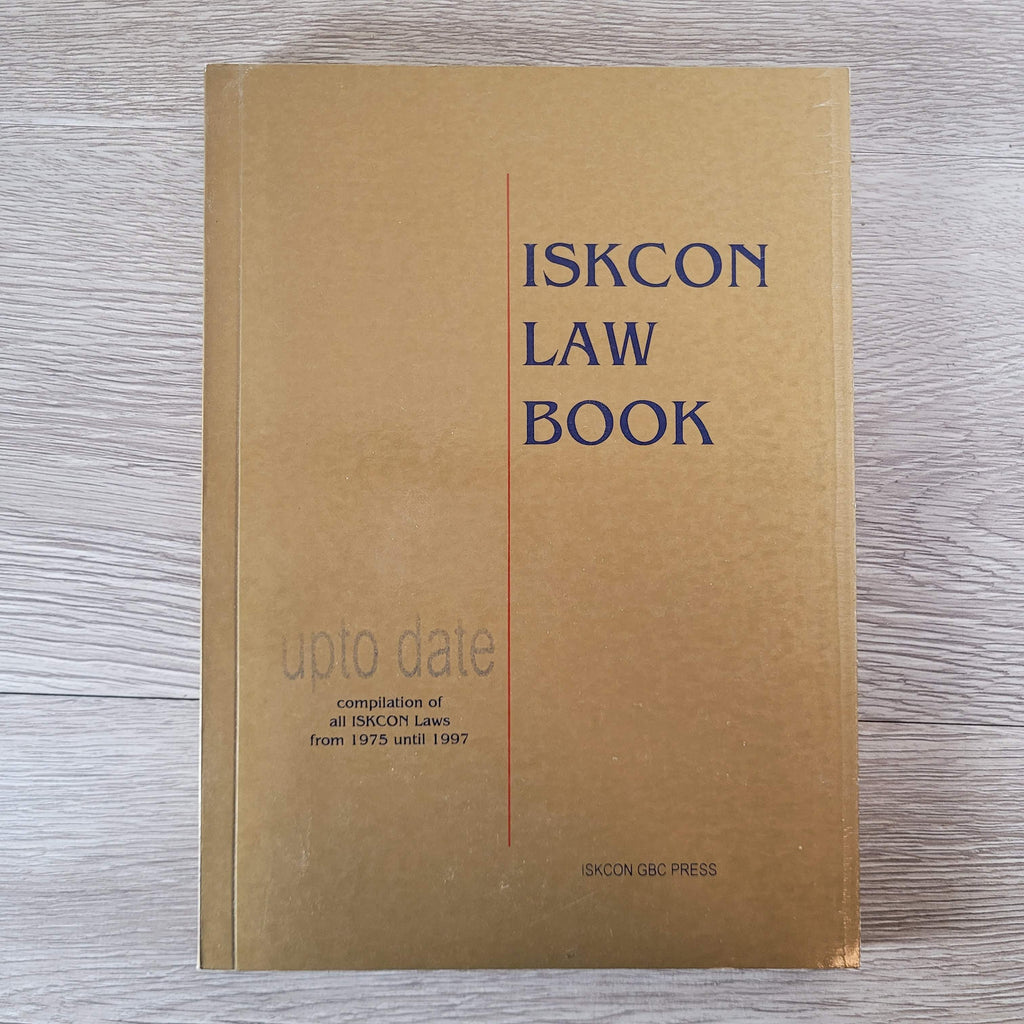 ISKCON
LAW
BOOK
upto date
compilation of
all ISKCON Laws
from 1975 until 1997
ISKCON GBC PRESS